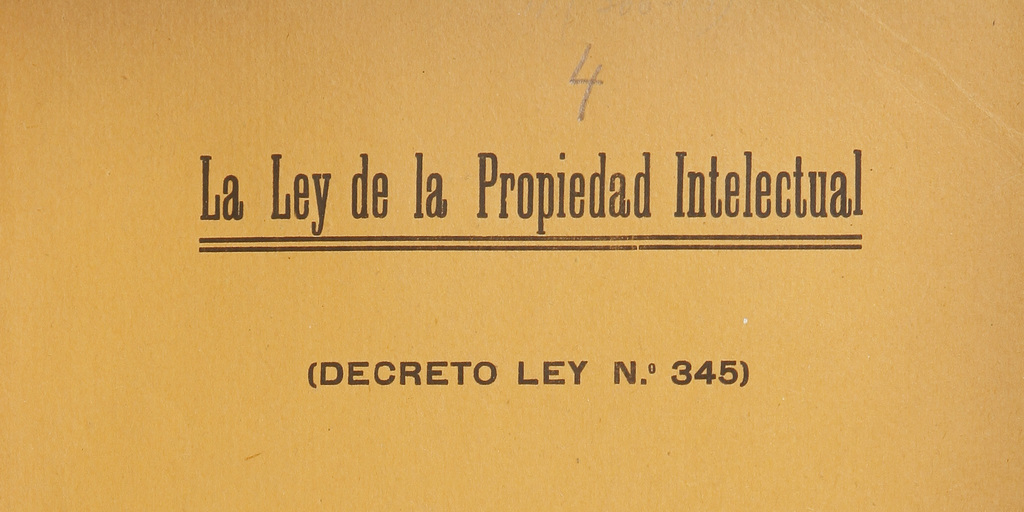 4
La Ley de la Propiedad Intelectual
(DECRETO LEY N.º 345)